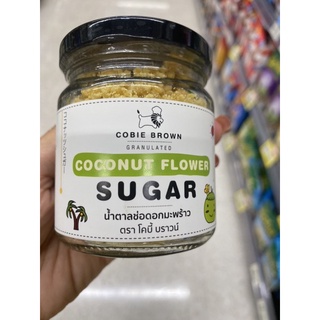 COBIE BROWN
GRANULATED
COCONUT FLOWER
SUGAR
น้ำตาลช่อดอกมะพร้าว
ตรา โคบี้ บราวน์